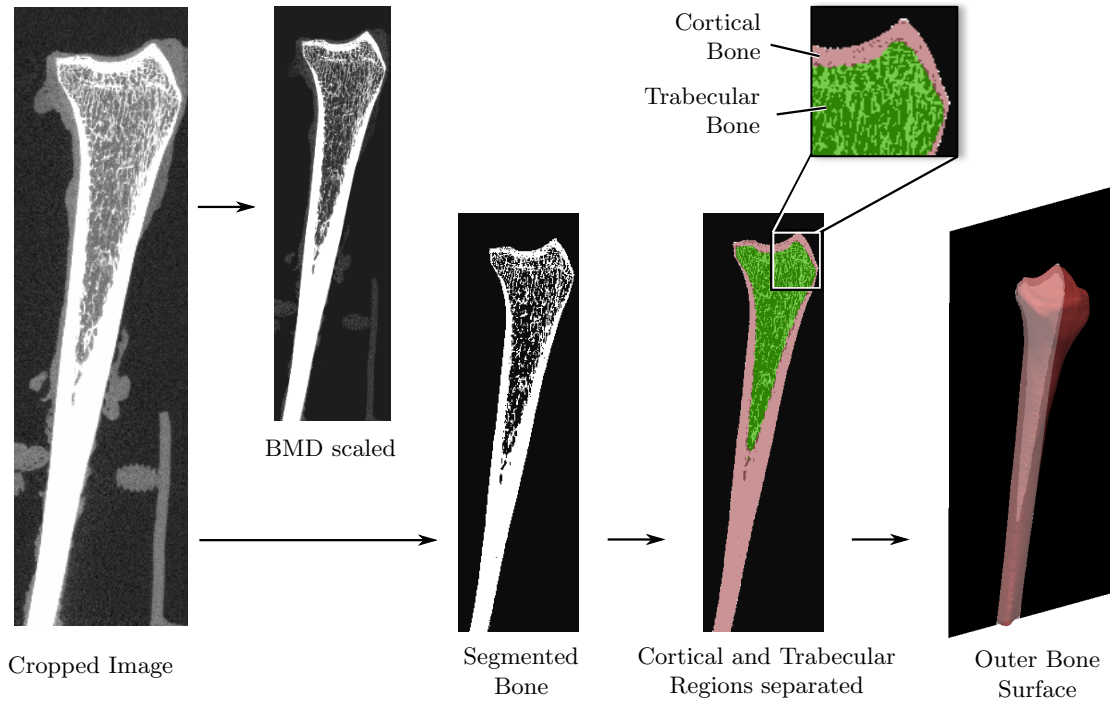 Cortical
Bone
Trabecular
Bone
BMD scaled
Cropped Image
Segmented
Bone
Cortical and Trabecular
Regions separated
Outer Bone
Surface